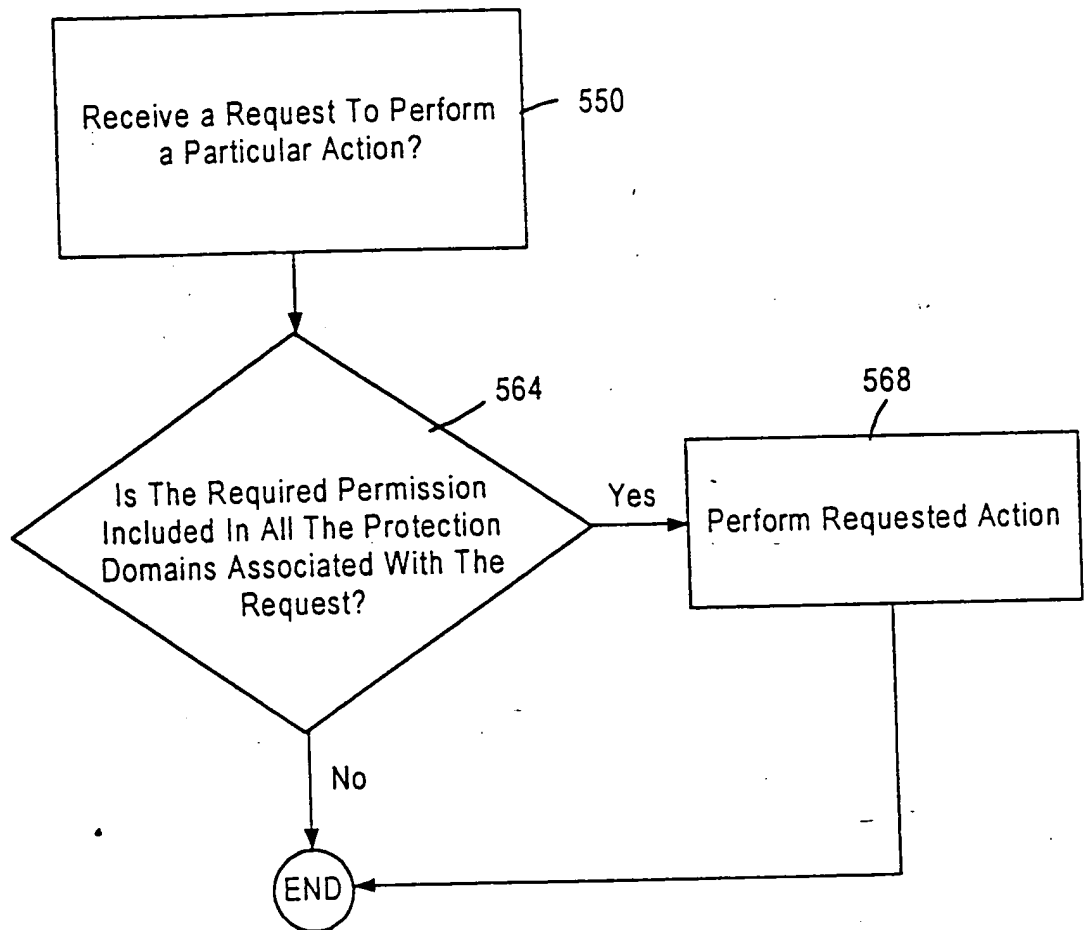 Receive a Request To Perform
a Particular Action?
550
564
Is The Required Permission
Included In All The Protection
Domains Associated With The
Request?
Yes
568
Perform Requested Action
No
END